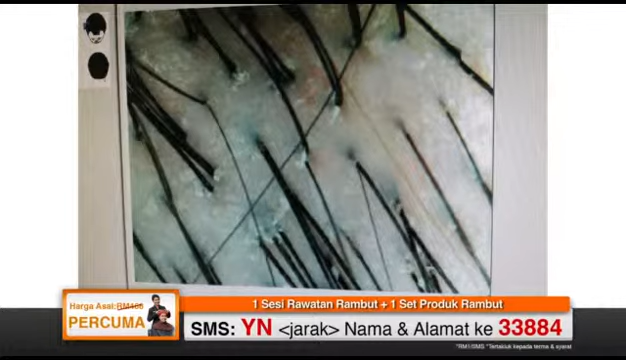 1 Sesi Rawatan Rambut + 1 Set Produk Rambut
Harga Asal:RM468
PERCUMA
SMS: YN <jarak> Nama & Alamat ke 33884
*RM1/SMS *Tertakluk kepada terma & syarat